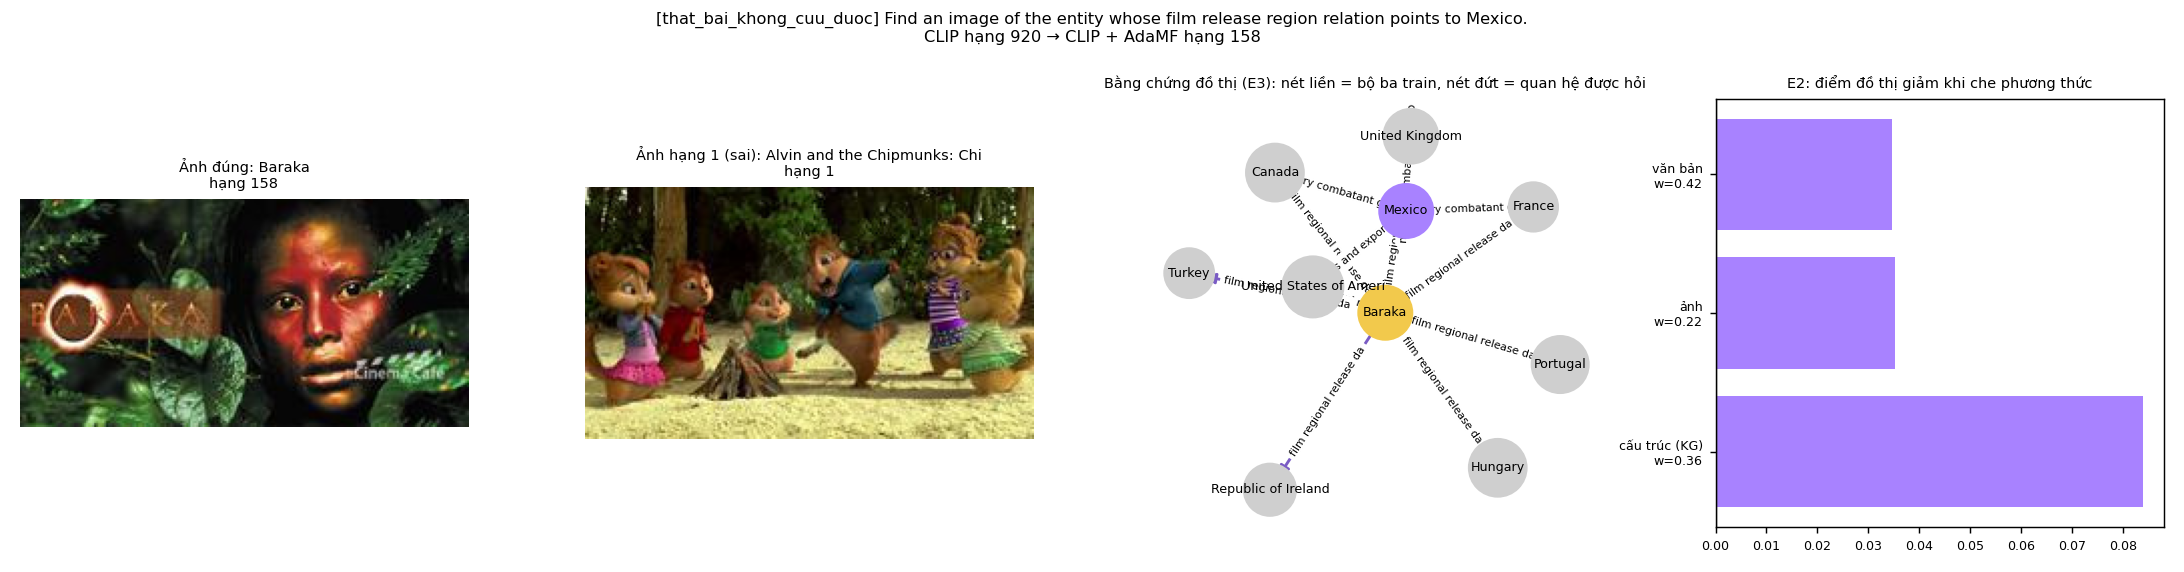 [that_bai_khong_cuu_duoc] Find an image of the entity whose film release region relation points to Mexico.
CLIP hạng 920 → CLIP + AdaMF hạng 158
Ảnh đúng: Baraka
hạng 158
BARAKA
Cinema Cafe
Ảnh hạng 1 (sai): Alvin and the Chipmunks: Chi
hạng 1
Bằng chứng đồ thị (E3): nét liền = bộ ba train, nét đứt = quan hệ được hỏi
United Kingdom
Canada
ry combatant
Mexico
ry combatant
France
film regional release da
and expor
Turkey
United States of Ameri
Baraka
film regional release da
Portugal
film regional release da
film regional release da
Hungary
Republic of Ireland
E2: điểm đồ thị giảm khi che phương thức
văn bản
w=0.42
ảnh
w=0.22
cấu trúc (KG)
w=0.36
0.00 0.01 0.02 0.03 0.04 0.05 0.06 0.07 0.08